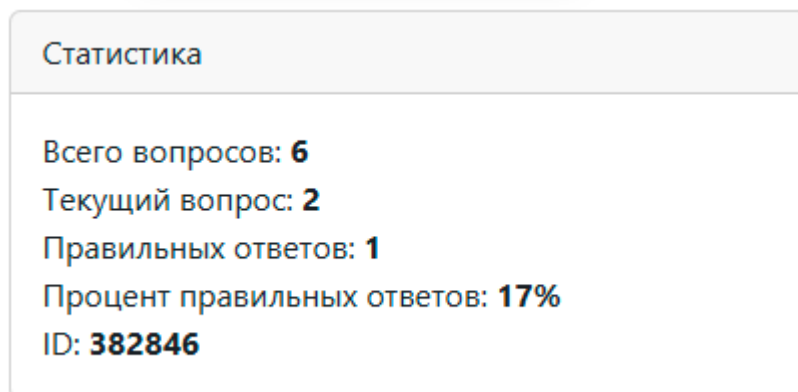 Статистика
Всего вопросов: 6
Текущий вопрос: 2
Правильных ответов: 1
Процент правильных ответов: 17%
ID: 382846